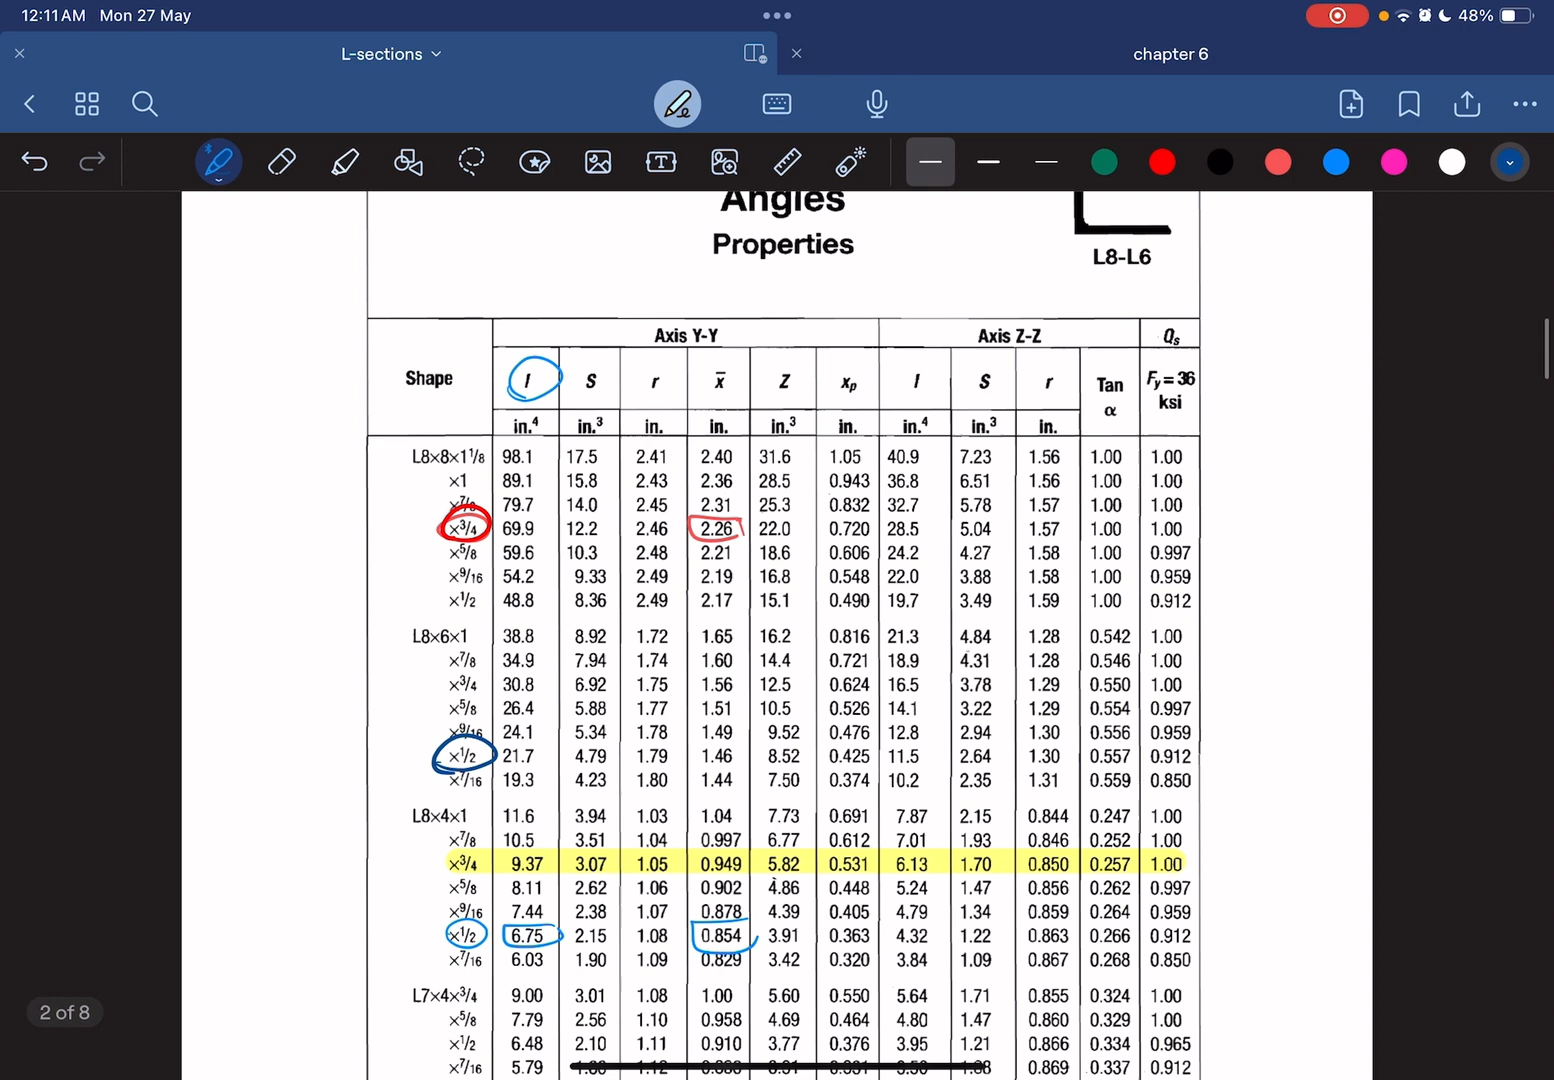 12:11 AM Mon 27 May
48%
L-sections
chapter 6
Angles
Properties
L8-L6
Shape Axis Y-Y Axis Z-Z Qs
I S r x̄ Z xp I S r Tan α Fy = 36 ksi
in.⁴ in.³ in. in. in.³ in. in.⁴ in.³ in.
L8×8×1¹/8 98.1 17.5 2.41 2.40 31.6 1.05 40.9 7.23 1.56 1.00 1.00
×1 89.1 15.8 2.43 2.36 28.5 0.943 36.8 6.51 1.56 1.00 1.00
×⁷/8 79.7 14.0 2.45 2.31 25.3 0.832 32.7 5.78 1.57 1.00 1.00
×³/4 69.9 12.2 2.46 2.26 22.0 0.720 28.5 5.04 1.57 1.00 1.00
×⁵/8 59.6 10.3 2.48 2.21 18.6 0.606 24.2 4.27 1.58 1.00 0.997
×⁹/16 54.2 9.33 2.49 2.19 16.8 0.548 22.0 3.88 1.58 1.00 0.959
×¹/2 48.8 8.36 2.49 2.17 15.1 0.490 19.7 3.49 1.59 1.00 0.912
L8×6×1 38.8 8.92 1.72 1.65 16.2 0.816 21.3 4.84 1.28 0.542 1.00
×⁷/8 34.9 7.94 1.74 1.60 14.4 0.721 18.9 4.31 1.28 0.546 1.00
×³/4 30.8 6.92 1.75 1.56 12.5 0.624 16.5 3.78 1.29 0.550 1.00
×⁵/8 26.4 5.88 1.77 1.51 10.5 0.526 14.1 3.22 1.29 0.554 0.997
×⁹/16 24.1 5.34 1.78 1.49 9.52 0.476 12.8 2.94 1.30 0.556 0.959
×¹/2 21.7 4.79 1.79 1.46 8.52 0.425 11.5 2.64 1.30 0.557 0.912
×⁷/16 19.3 4.23 1.80 1.44 7.50 0.374 10.2 2.35 1.31 0.559 0.850
L8×4×1 11.6 3.94 1.03 1.04 7.73 0.691 7.87 2.15 0.844 0.247 1.00
×⁷/8 10.5 3.51 1.04 0.997 6.77 0.612 7.01 1.93 0.846 0.252 1.00
×³/4 9.37 3.07 1.05 0.949 5.82 0.531 6.13 1.70 0.850 0.257 1.00
×⁵/8 8.11 2.62 1.06 0.902 4.86 0.448 5.24 1.47 0.856 0.262 0.997
×⁹/16 7.44 2.38 1.07 0.878 4.39 0.405 4.79 1.34 0.859 0.264 0.959
×¹/2 6.75 2.15 1.08 0.854 3.91 0.363 4.32 1.22 0.863 0.266 0.912
×⁷/16 6.03 1.90 1.09 0.829 3.42 0.320 3.84 1.09 0.867 0.268 0.850
L7×4×³/4 9.00 3.01 1.08 1.00 5.60 0.550 5.64 1.71 0.855 0.324 1.00
×⁵/8 7.79 2.56 1.10 0.958 4.69 0.464 4.80 1.47 0.860 0.329 1.00
×¹/2 6.48 2.10 1.11 0.910 3.77 0.376 3.95 1.21 0.866 0.334 0.965
×⁷/16 5.79 0.869 0.337 0.912
2 of 8